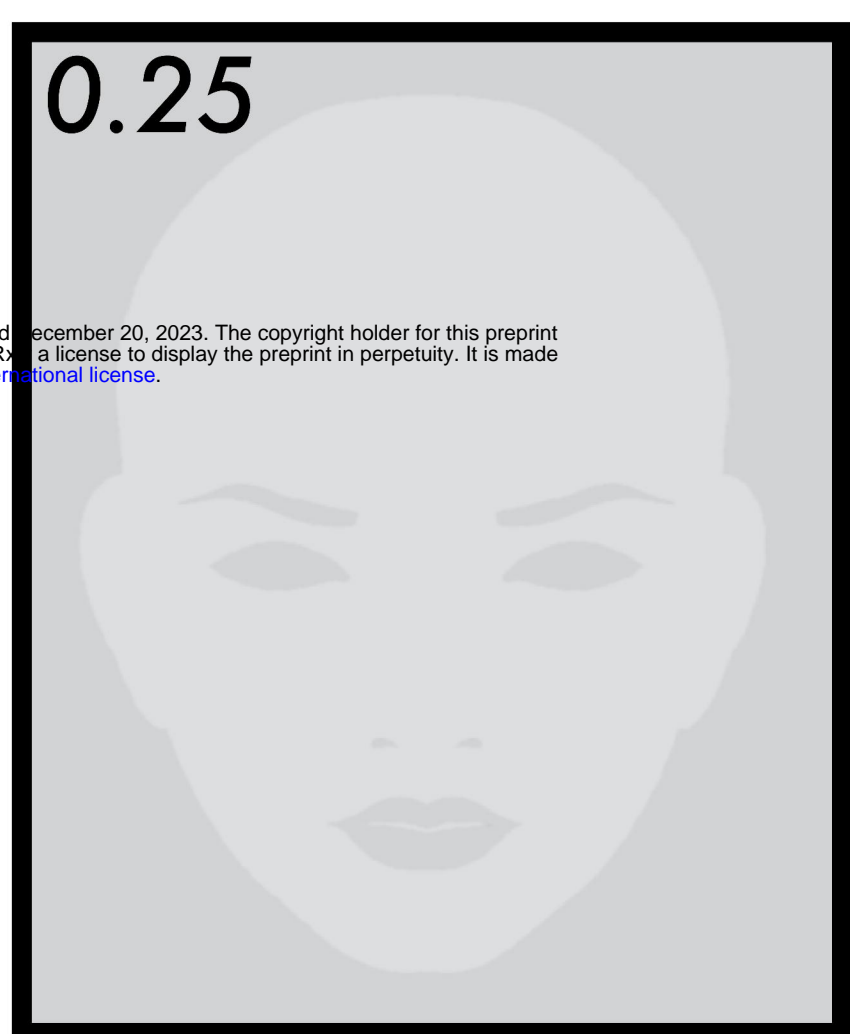 0.25
ecember 20, 2023. The copyright holder for this preprint
a license to display the preprint in perpetuity. It is made
ernational license.